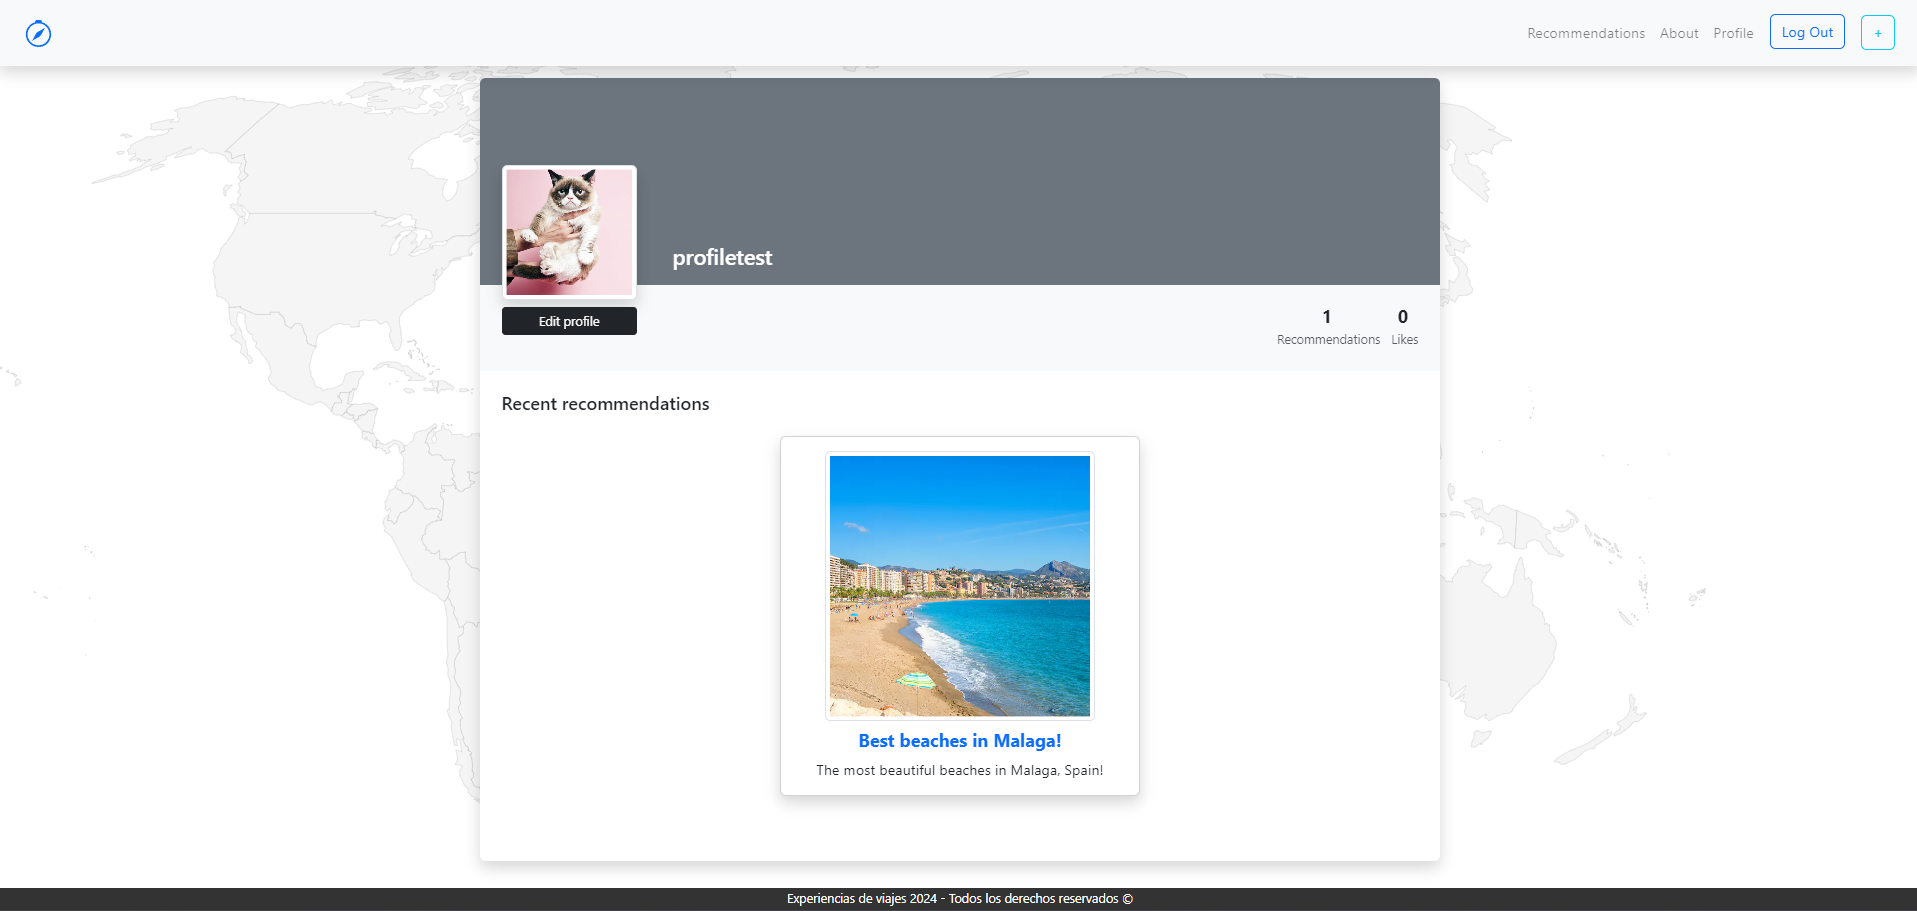 Recommendations About Profile Log Out +
profiletest
Edit profile
1 0
Recommendations Likes
Recent recommendations
Best beaches in Malaga!
The most beautiful beaches in Malaga, Spain!
Experiencias de viajes 2024 - Todos los derechos reservados ©